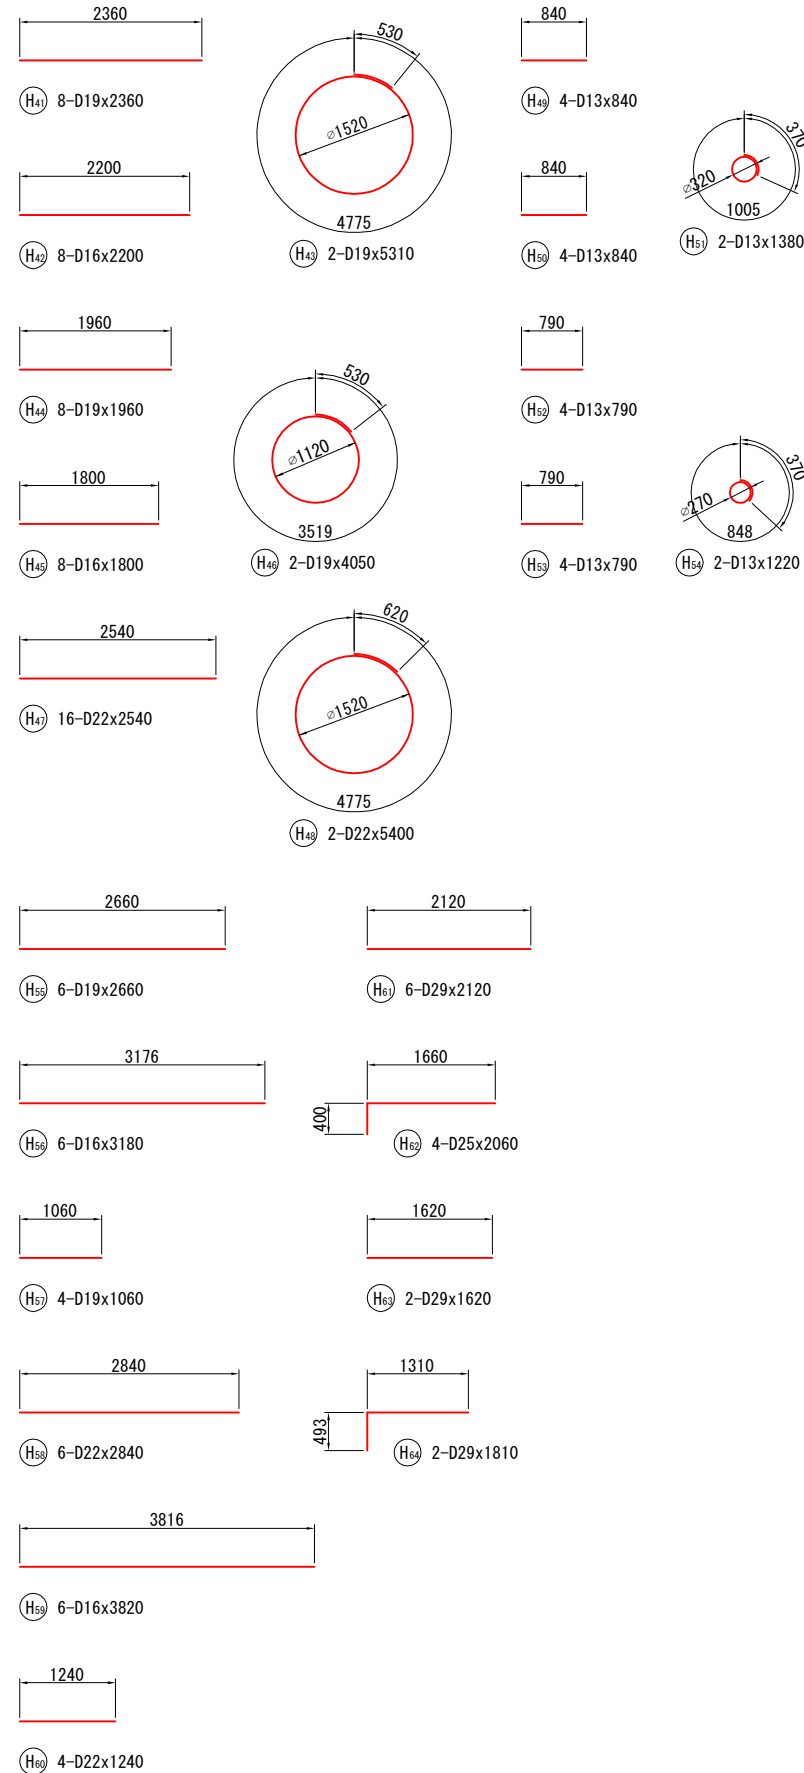 2360
H41 8-D19x2360
530
⌀1520
4775
H43 2-D19x5310
840
H49 4-D13x840
2200
H42 8-D16x2200
840
H50 4-D13x840
370
⌀320
1005
H51 2-D13x1380
1960
H44 8-D19x1960
530
⌀1120
3519
H46 2-D19x4050
790
H52 4-D13x790
1800
H45 8-D16x1800
790
H53 4-D13x790
370
⌀270
848
H54 2-D13x1220
2540
H47 16-D22x2540
620
⌀1520
4775
H48 2-D22x5400
2660
H55 6-D19x2660
2120
H61 6-D29x2120
3176
H56 6-D16x3180
1660
400
H62 4-D25x2060
1060
H57 4-D19x1060
1620
H63 2-D29x1620
2840
H58 6-D22x2840
1310
493
H64 2-D29x1810
3816
H59 6-D16x3820
1240
H60 4-D22x1240